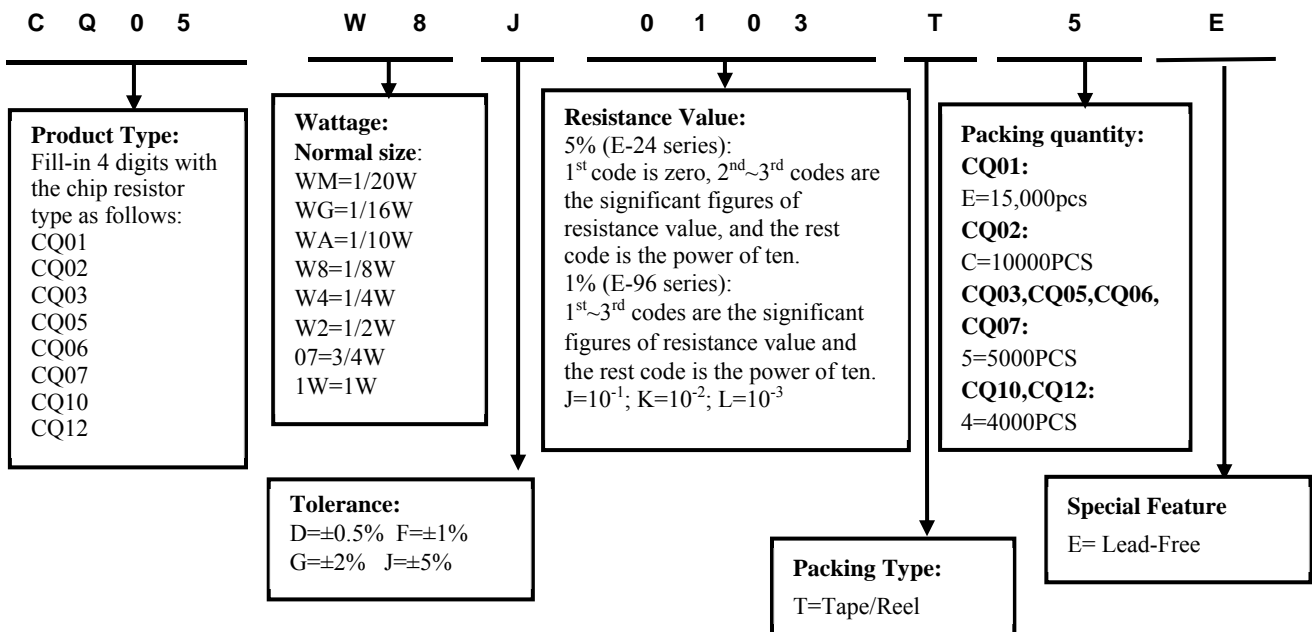 C Q 0 5 W 8 J 0 1 0 3 T 5 E
Product Type:
Fill-in 4 digits with
the chip resistor
type as follows:
CQ01
CQ02
CQ03
CQ05
CQ06
CQ07
CQ10
CQ12
Wattage:
Normal size:
WM=1/20W
WG=1/16W
WA=1/10W
W8=1/8W
W4=1/4W
W2=1/2W
07=3/4W
1W=1W
Resistance Value:
5% (E-24 series):
1st code is zero, 2nd~3rd codes are
the significant figures of
resistance value, and the rest
code is the power of ten.
1% (E-96 series):
1st~3rd codes are the significant
figures of resistance value and
the rest code is the power of ten.
J=10-1; K=10-2; L=10-3
Packing quantity:
CQ01:
E=15,000pcs
CQ02:
C=10000PCS
CQ03,CQ05,CQ06,
CQ07:
5=5000PCS
CQ10,CQ12:
4=4000PCS
Tolerance:
D=±0.5% F=±1%
G=±2% J=±5%
Packing Type:
T=Tape/Reel
Special Feature
E= Lead-Free